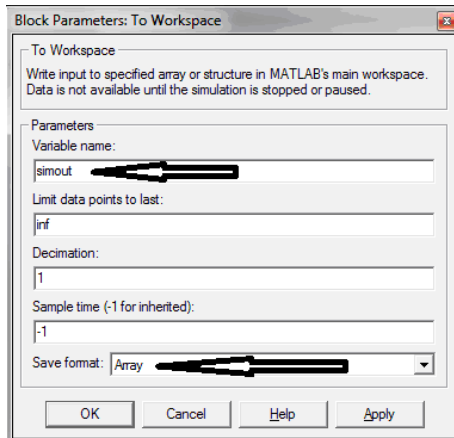 Block Parameters: To Workspace
To Workspace
Write input to specified array or structure in MATLAB's main workspace.
Data is not available until the simulation is stopped or paused.
Parameters
Variable name:
simout
Limit data points to last:
inf
Decimation:
1
Sample time (-1 for inherited):
-1
Save format: Array
OK Cancel Help Apply